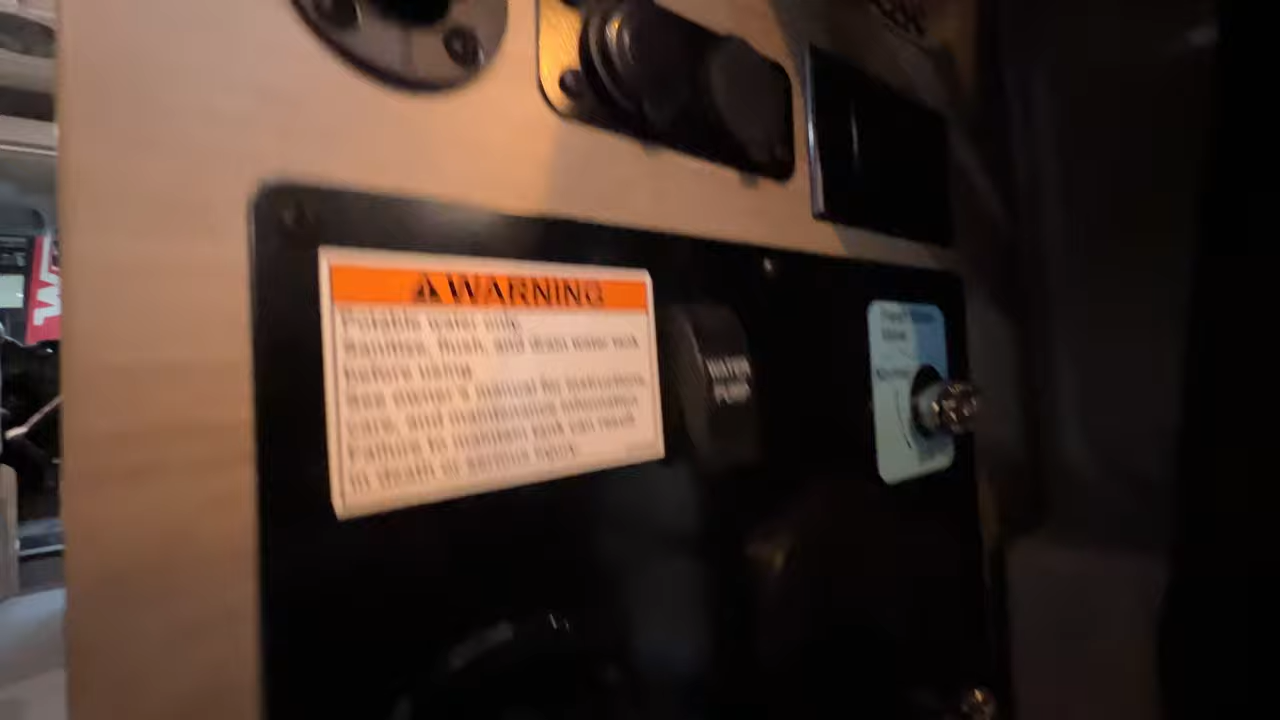 WARNING
Potable water only.
Sanitize, flush, and drain water tank
before using.
See owner's manual for instructions,
care, and maintenance information.
Failure to maintain tank can result
in death or serious injury.
WATER
PUMP
Valve